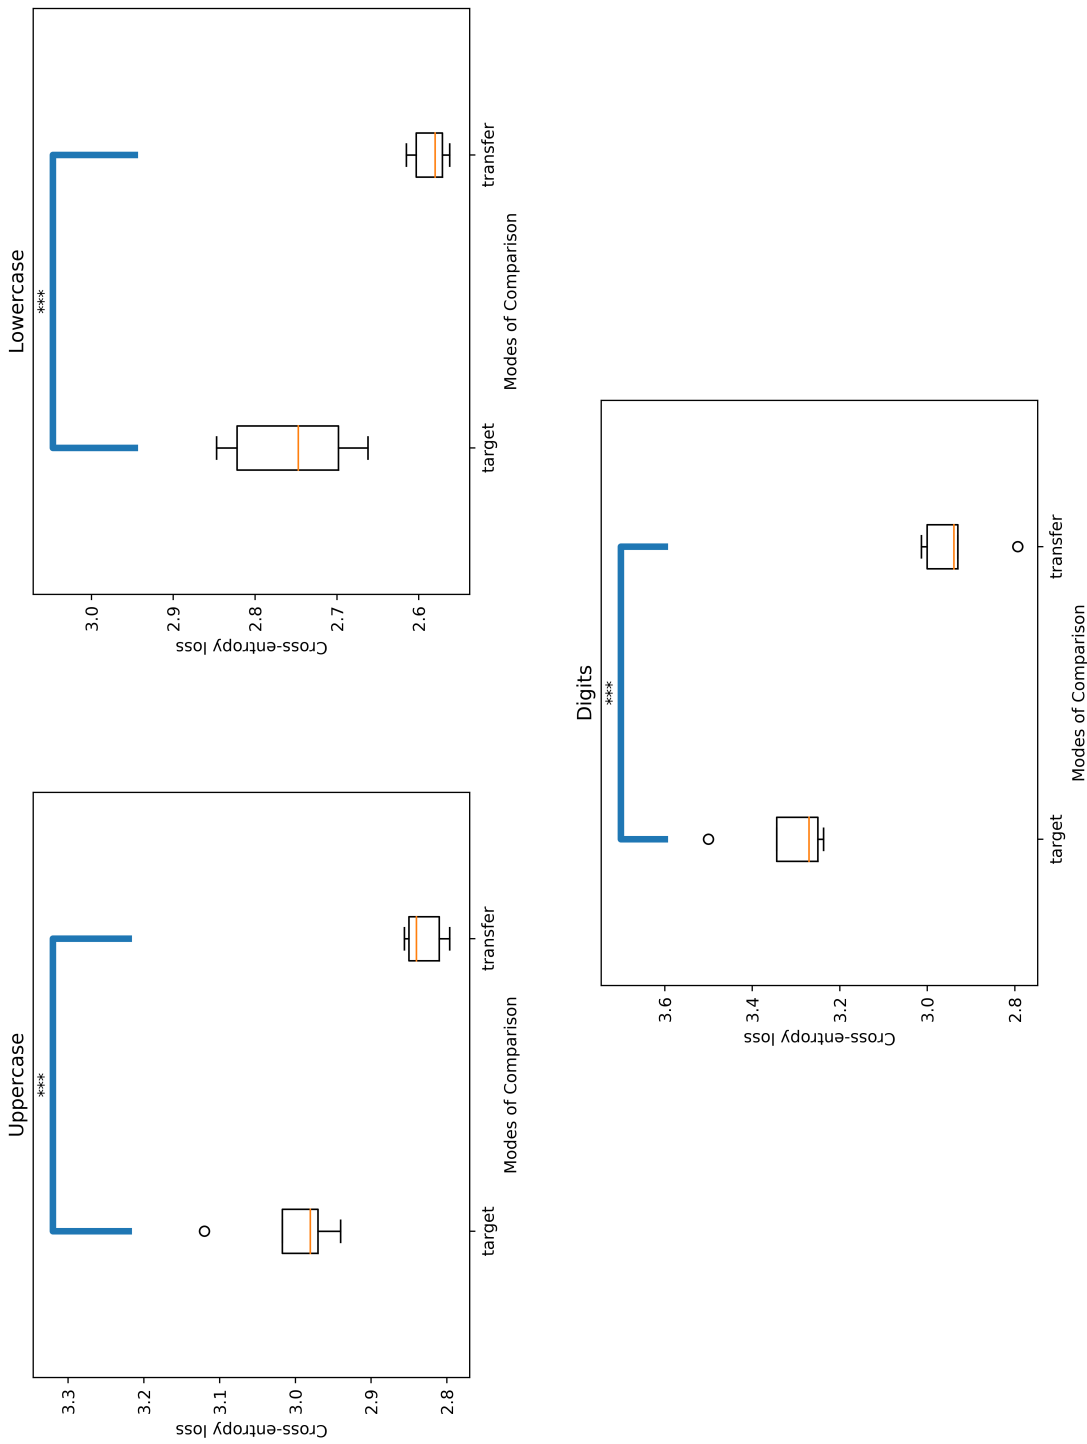 Uppercase
***
3.3
3.2
3.1
3.0
2.9
2.8
Cross-entropy loss
target
transfer
Modes of Comparison
Lowercase
***
3.0
2.9
2.8
2.7
2.6
Cross-entropy loss
target
transfer
Modes of Comparison
Digits
***
3.6
3.4
3.2
3.0
2.8
Cross-entropy loss
target
transfer
Modes of Comparison